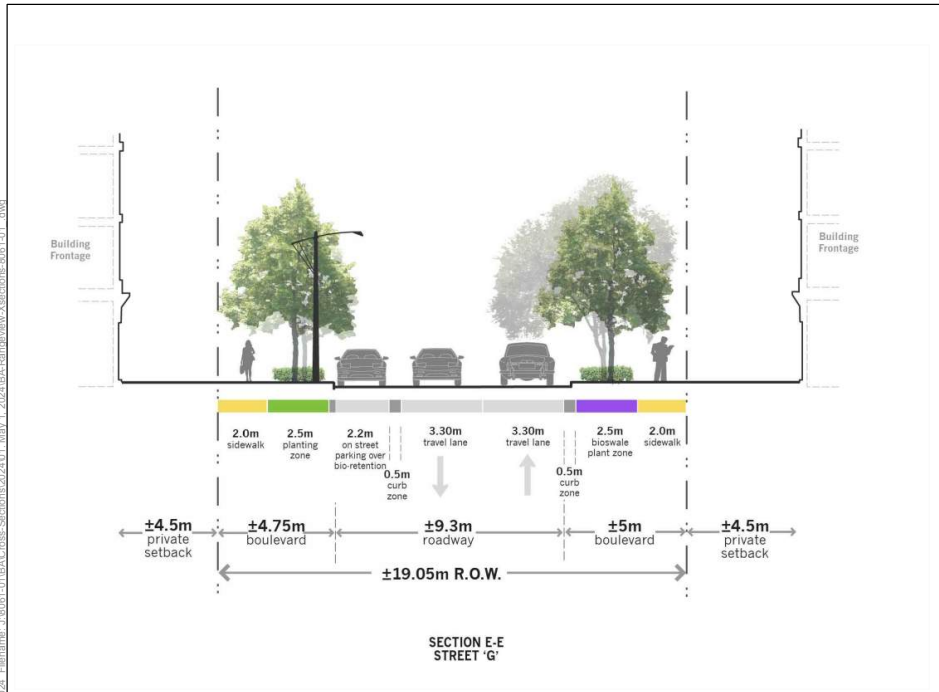 Building
Frontage
Building
Frontage
2.0m
sidewalk
2.5m
planting
zone
2.2m
on street
parking over
bio-retention
0.5m
curb
zone
3.30m
travel lane
3.30m
travel lane
0.5m
curb
zone
2.5m
bioswale
plant zone
2.0m
sidewalk
±4.5m
private
setback
±4.75m
boulevard
±9.3m
roadway
±5m
boulevard
±4.5m
private
setback
±19.05m R.O.W.
SECTION E-E
STREET 'G'